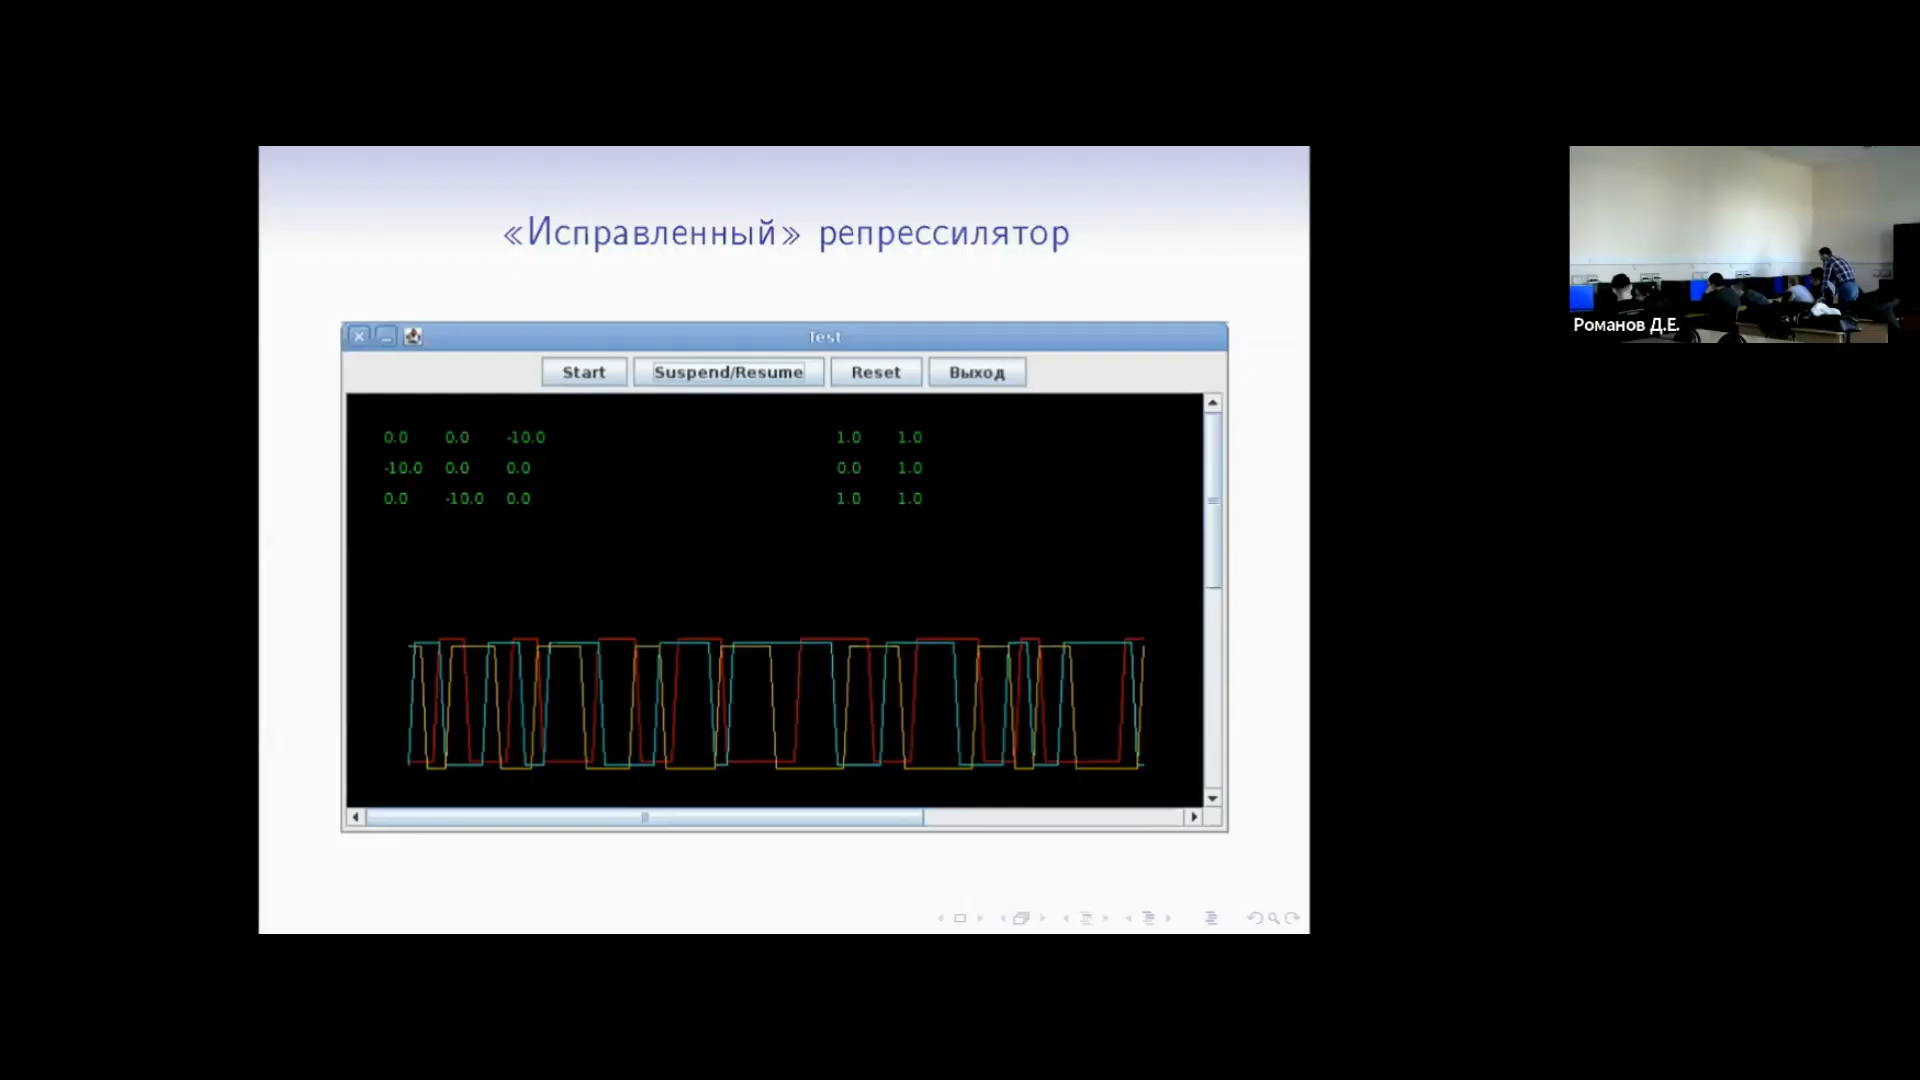 «Исправленный» репрессилятор
Test
Start Suspend/Resume Reset Выход
0.0 0.0 -10.0 1.0 1.0
-10.0 0.0 0.0 0.0 1.0
0.0 -10.0 0.0 1.0 1.0
Романов Д.Е.